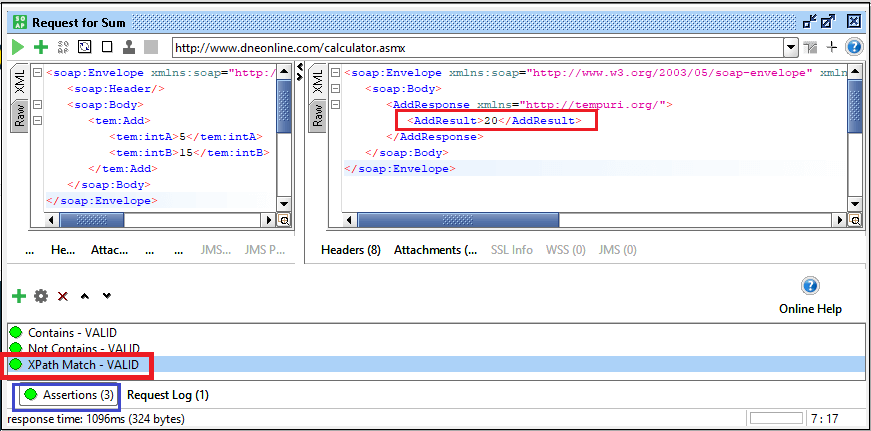 Request for Sum
http://www.dneonline.com/calculator.asmx
XML
Raw
<soap:Envelope xmlns:soap="http:/
<soap:Header/>
<soap:Body>
<tem:Add>
<tem:intA>5</tem:intA>
<tem:intB>15</tem:intB>
</tem:Add>
</soap:Body>
</soap:Envelope>
XML
Raw
<soap:Envelope xmlns:soap="http://www.w3.org/2003/05/soap-envelope" xmln
<soap:Body>
<AddResponse xmlns="http://tempuri.org/">
<AddResult>20</AddResult>
</AddResponse>
</soap:Body>
</soap:Envelope>
... He... Attac... ... ... JMS... JMS P...
Headers (8) Attachments (... SSL Info WSS (0) JMS (0)
Online Help
Contains - VALID
Not Contains - VALID
XPath Match - VALID
Assertions (3) Request Log (1)
response time: 1096ms (324 bytes) 7 : 17